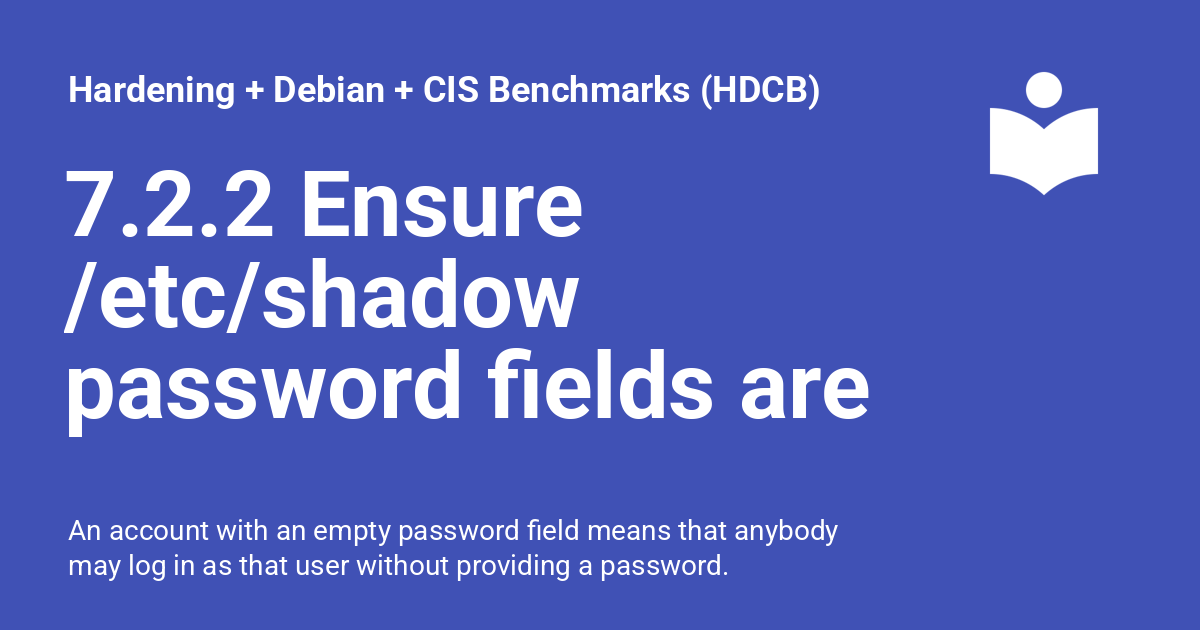 Hardening + Debian + CIS Benchmarks (HDCB)
7.2.2 Ensure
/etc/shadow
password fields are
An account with an empty password field means that anybody
may log in as that user without providing a password.